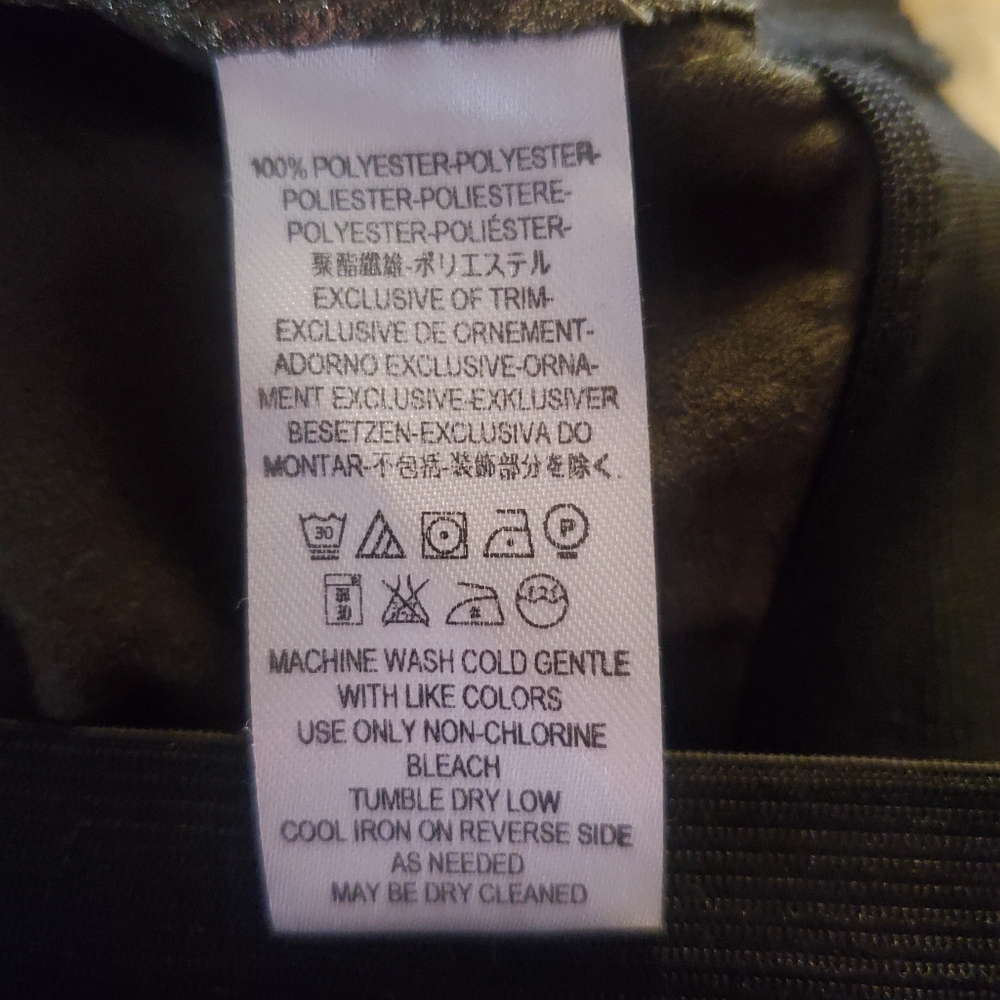 100% POLYESTER-POLYESTER-
POLIESTER-POLIESTERE-
POLYESTER-POLIÉSTER-
聚酯纖維-ポリエステル
EXCLUSIVE OF TRIM-
EXCLUSIVE DE ORNEMENT-
ADORNO EXCLUSIVE-ORNA-
MENT EXCLUSIVE-EXKLUSIVER
BESETZEN-EXCLUSIVA DO
MONTAR-不包括-装飾部分を除く.
30 P
MACHINE WASH COLD GENTLE
WITH LIKE COLORS
USE ONLY NON-CHLORINE
BLEACH
TUMBLE DRY LOW
COOL IRON ON REVERSE SIDE
AS NEEDED
MAY BE DRY CLEANED